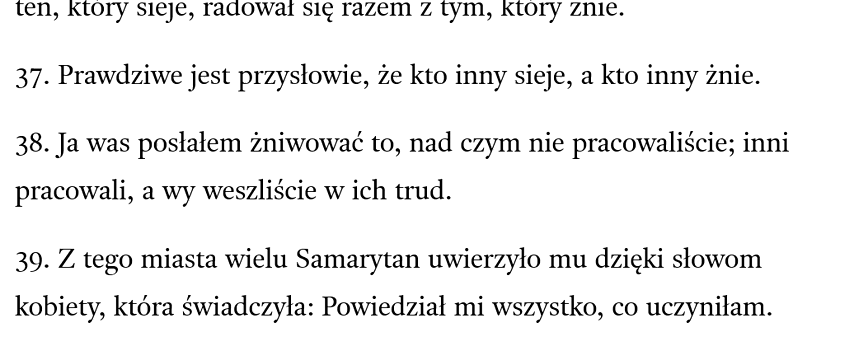 ten, który sieje, radował się razem z tym, który żnie.
37. Prawdziwe jest przysłowie, że kto inny sieje, a kto inny żnie.
38. Ja was posłałem żniwować to, nad czym nie pracowaliście; inni
pracowali, a wy weszliście w ich trud.
39. Z tego miasta wielu Samarytan uwierzyło mu dzięki słowom
kobiety, która świadczyła: Powiedział mi wszystko, co uczyniłam.